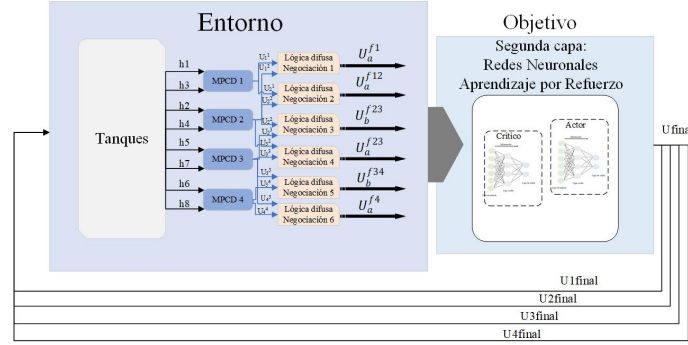 Entorno
Objetivo
Segunda capa:
Redes Neuronales
Aprendizaje por Refuerzo
Tanques
h1
h3
h2
h4
h5
h7
h6
h8
MPCD 1
MPCD 2
MPCD 3
MPCD 4
Lógica difusa
Negociación 1
Lógica difusa
Negociación 2
Lógica difusa
Negociación 3
Lógica difusa
Negociación 4
Lógica difusa
Negociación 5
Lógica difusa
Negociación 6
U_a^{f1}
U_a^{f12}
U_b^{f23}
U_a^{f23}
U_b^{f34}
U_a^{f4}
Crítico
Actor
Ufinal
U1final
U2final
U3final
U4final